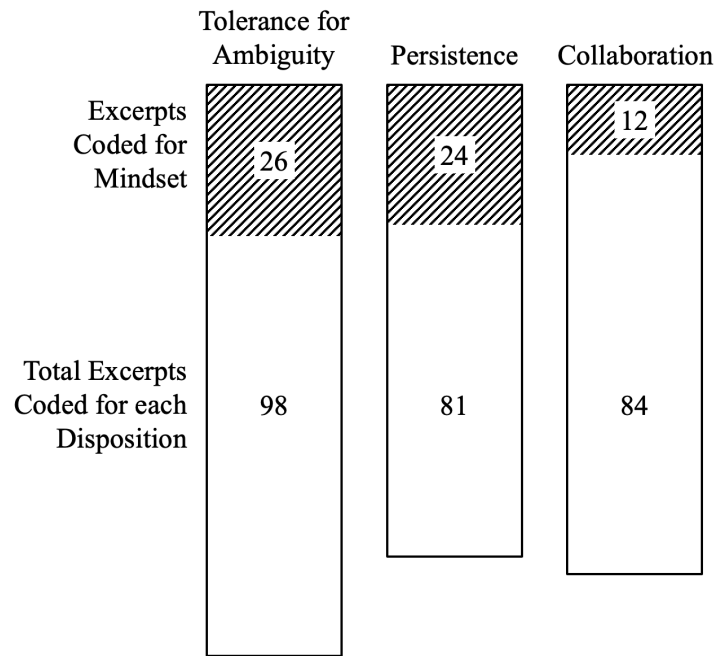 Tolerance for
Ambiguity
Persistence
Collaboration
Excerpts
Coded for
Mindset
26
24
12
Total Excerpts
Coded for each
Disposition
98
81
84